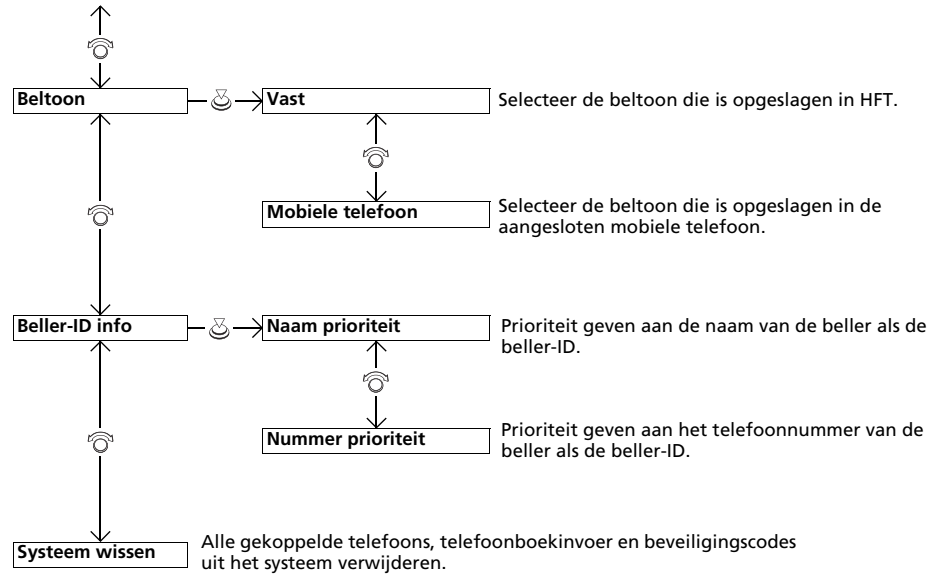 Beltoon
Vast
Selecteer de beltoon die is opgeslagen in HFT.
Mobiele telefoon
Selecteer de beltoon die is opgeslagen in de
aangesloten mobiele telefoon.
Beller-ID info
Naam prioriteit
Prioriteit geven aan de naam van de beller als de
beller-ID.
Nummer prioriteit
Prioriteit geven aan het telefoonnummer van de
beller als de beller-ID.
Systeem wissen
Alle gekoppelde telefoons, telefoonboekinvoer en beveiligingscodes
uit het systeem verwijderen.